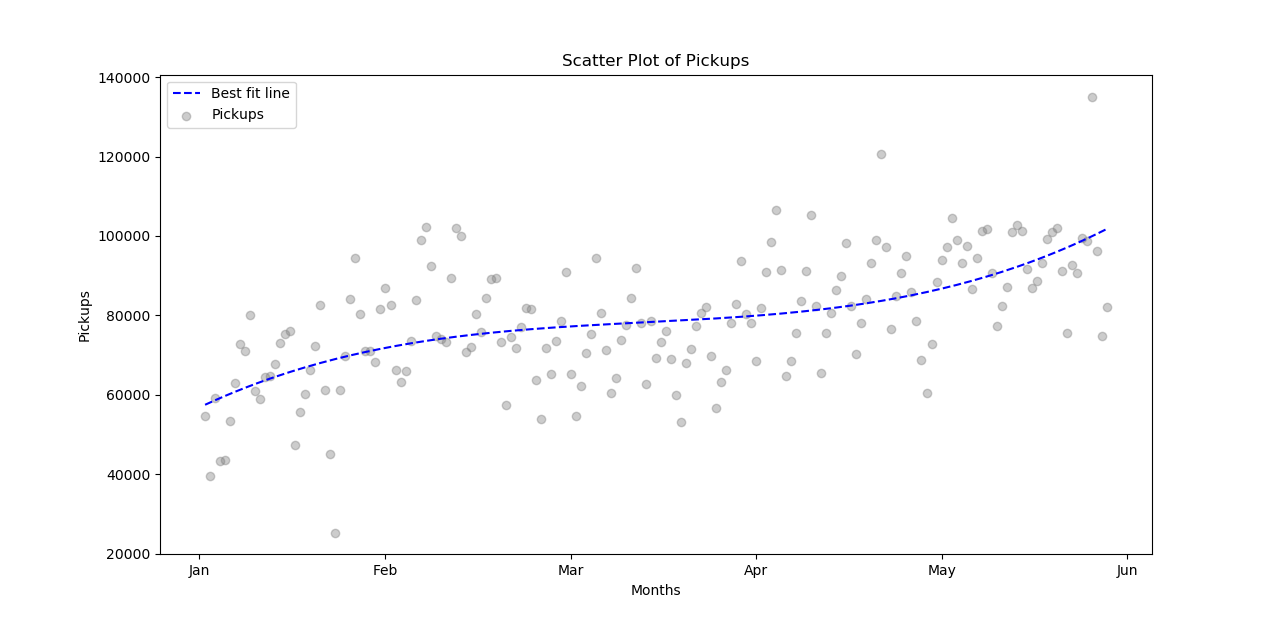 Scatter Plot of Pickups
140000
120000
100000
80000
60000
40000
20000
Pickups
Best fit line
Pickups
Jan Feb Mar Apr May Jun
Months